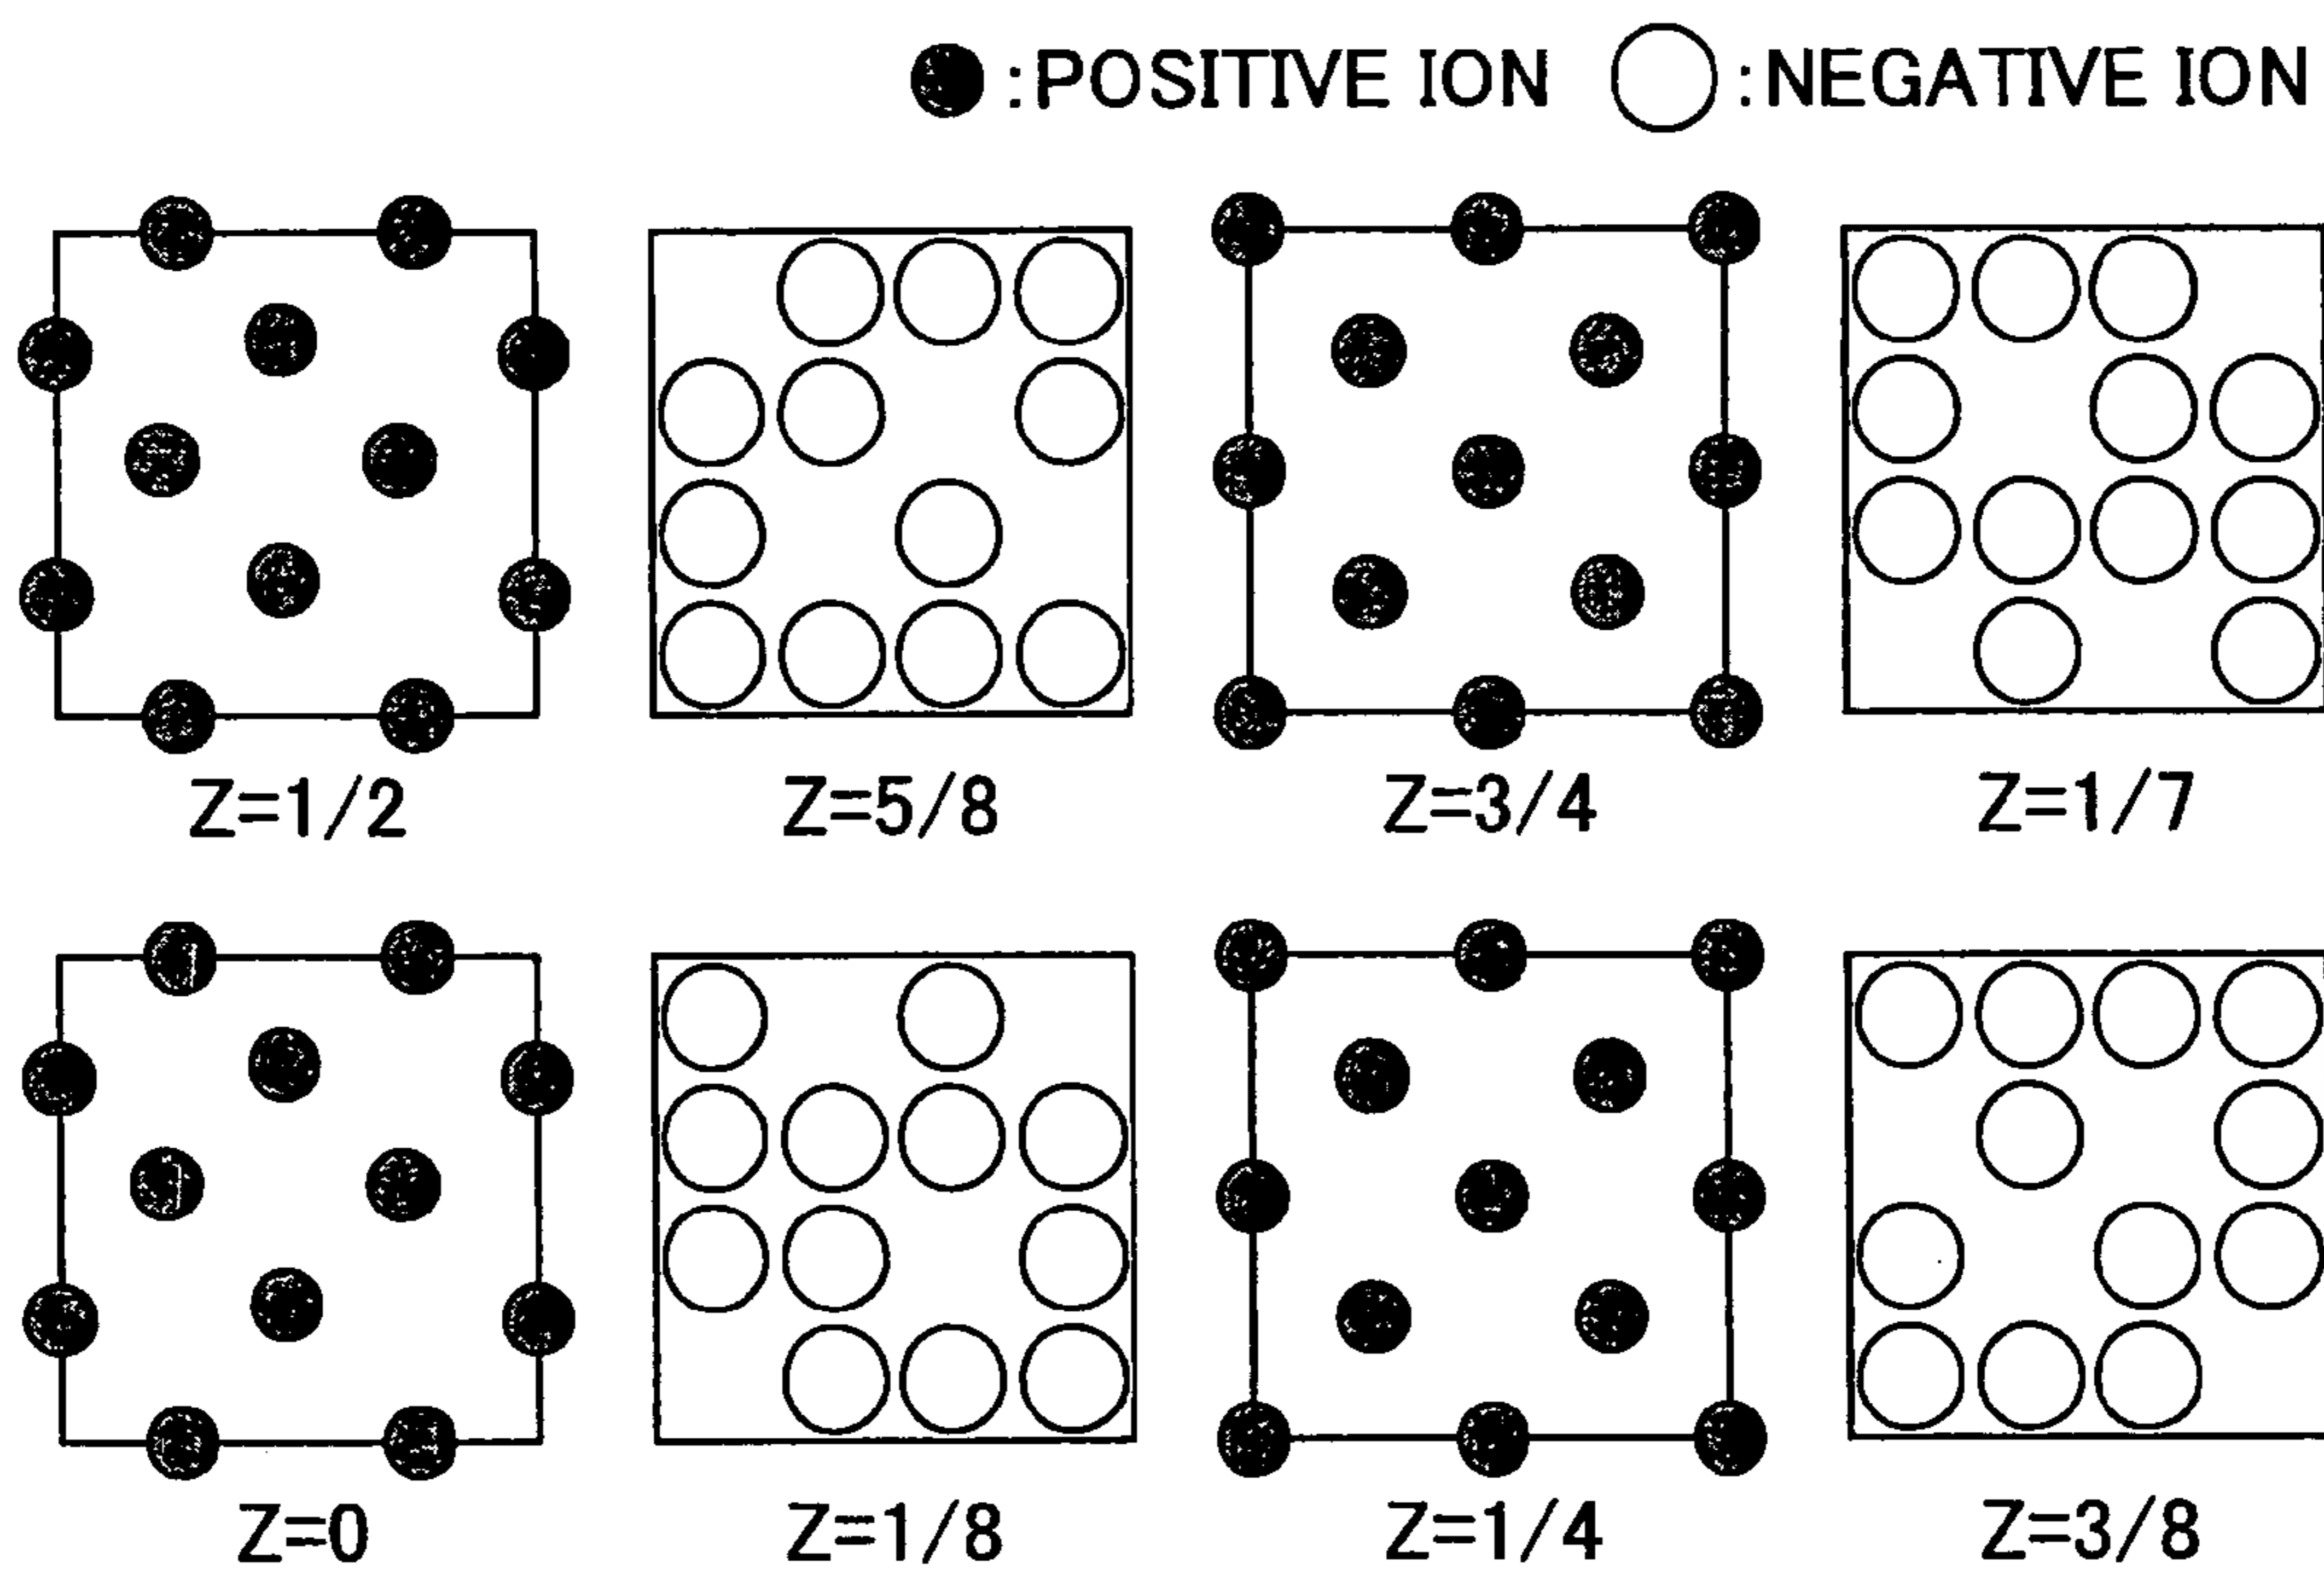 :POSITIVE ION :NEGATIVE ION
Z=1/2 Z=5/8 Z=3/4 Z=1/7
Z=0 Z=1/8 Z=1/4 Z=3/8